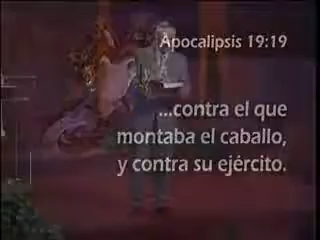 Apocalipsis 19:19
...contra el que
montaba el caballo,
y contra su ejército.